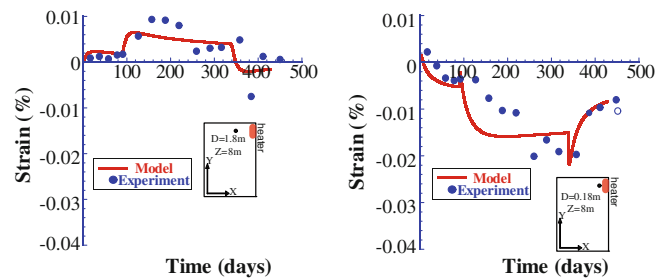 0.01
0
-0.01
-0.02
-0.03
-0.04
100 200 300 400 500
Strain (%)
Time (days)
Model
Experiment
D=1.8m
Z=8m
Y
X
heater
0.01
0
-0.01
-0.02
-0.03
-0.04
100 200 300 400 500
Strain (%)
Time (days)
Model
Experiment
D=0.18m
Z=8m
Y
X
heater